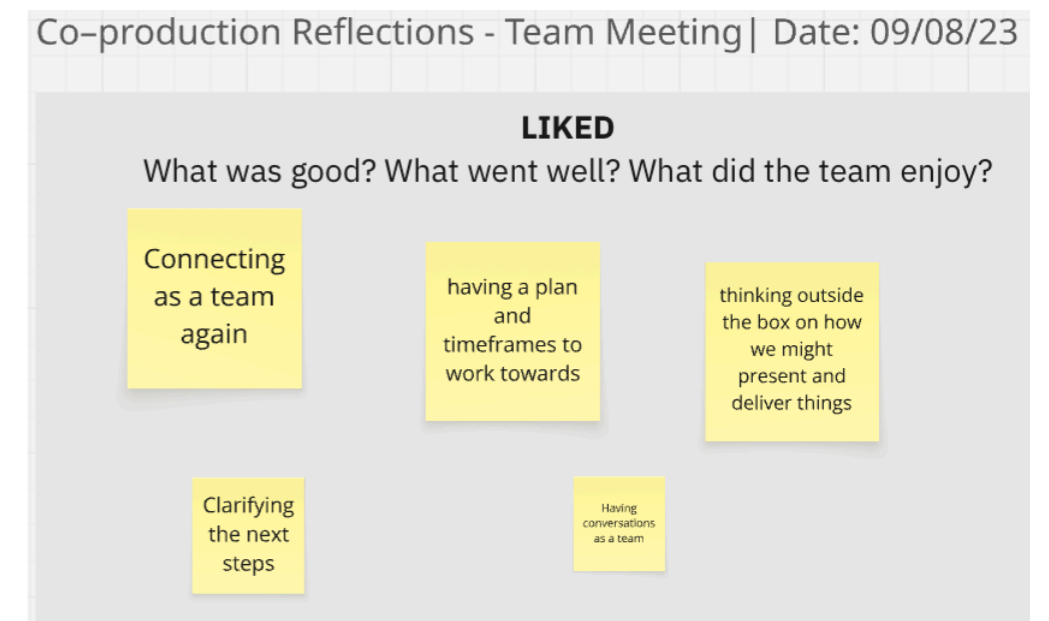 Co–production Reflections - Team Meeting| Date: 09/08/23
LIKED
What was good? What went well? What did the team enjoy?
Connecting
as a team
again
having a plan
and
timeframes to
work towards
thinking outside
the box on how
we might
present and
deliver things
Clarifying
the next
steps
Having
conversations
as a team